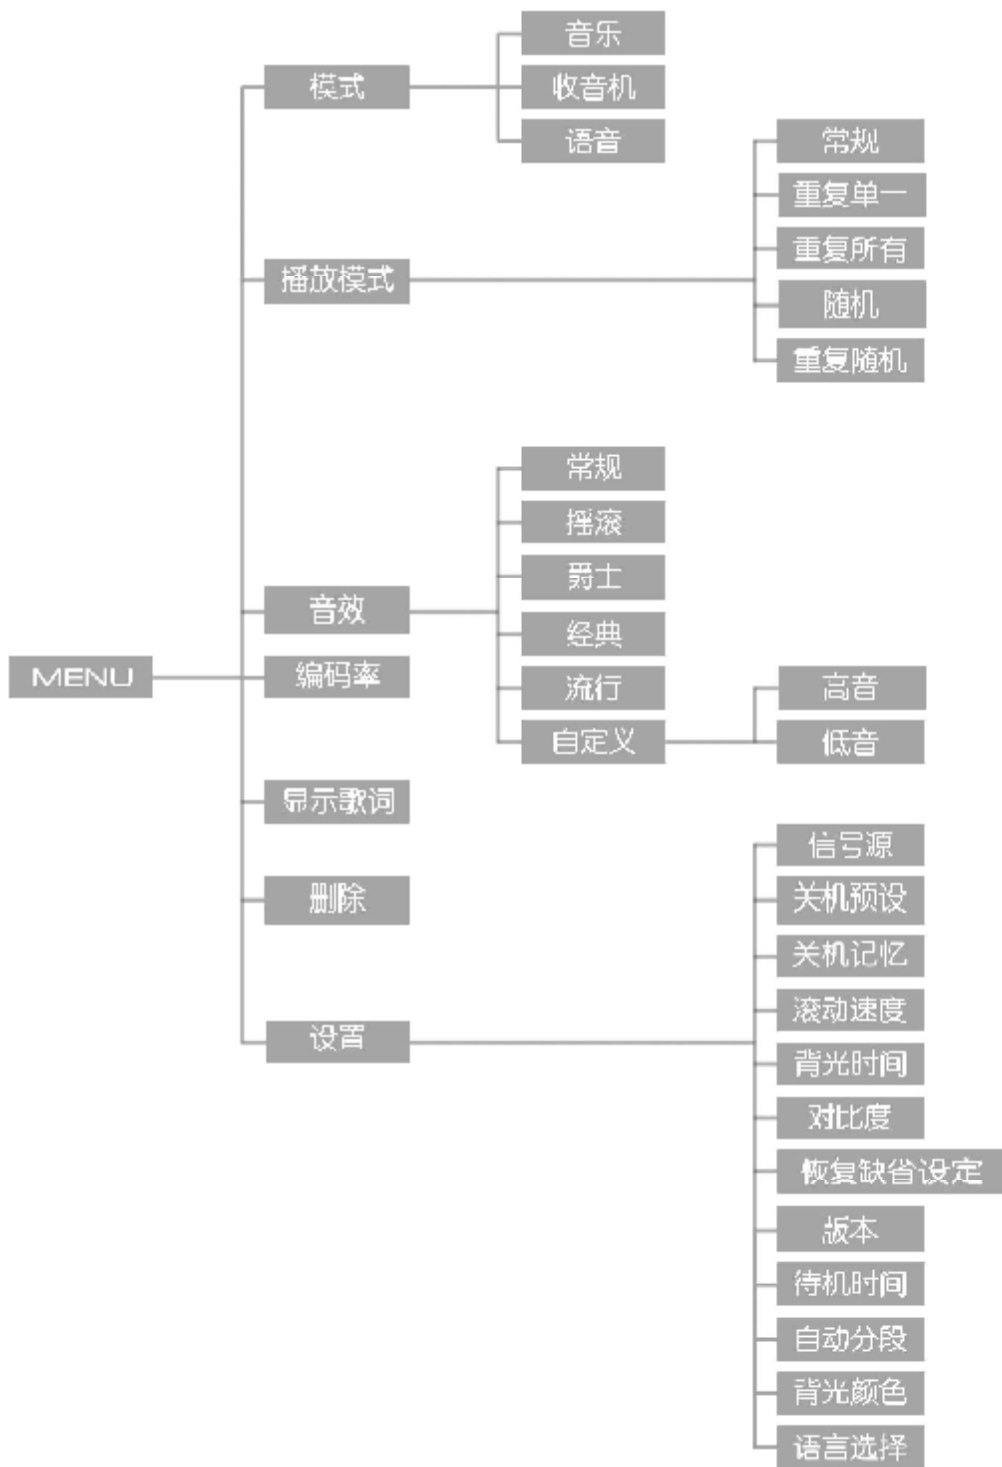 MENU
模式
音乐
收音机
语音
播放模式
常规
重复单一
重复所有
随机
重复随机
音效
常规
摇滚
爵士
经典
流行
自定义
高音
低音
编码率
显示歌词
删除
设置
信号源
关机预设
关机记忆
滚动速度
背光时间
对比度
恢复缺省设定
版本
待机时间
自动分段
背光颜色
语言选择